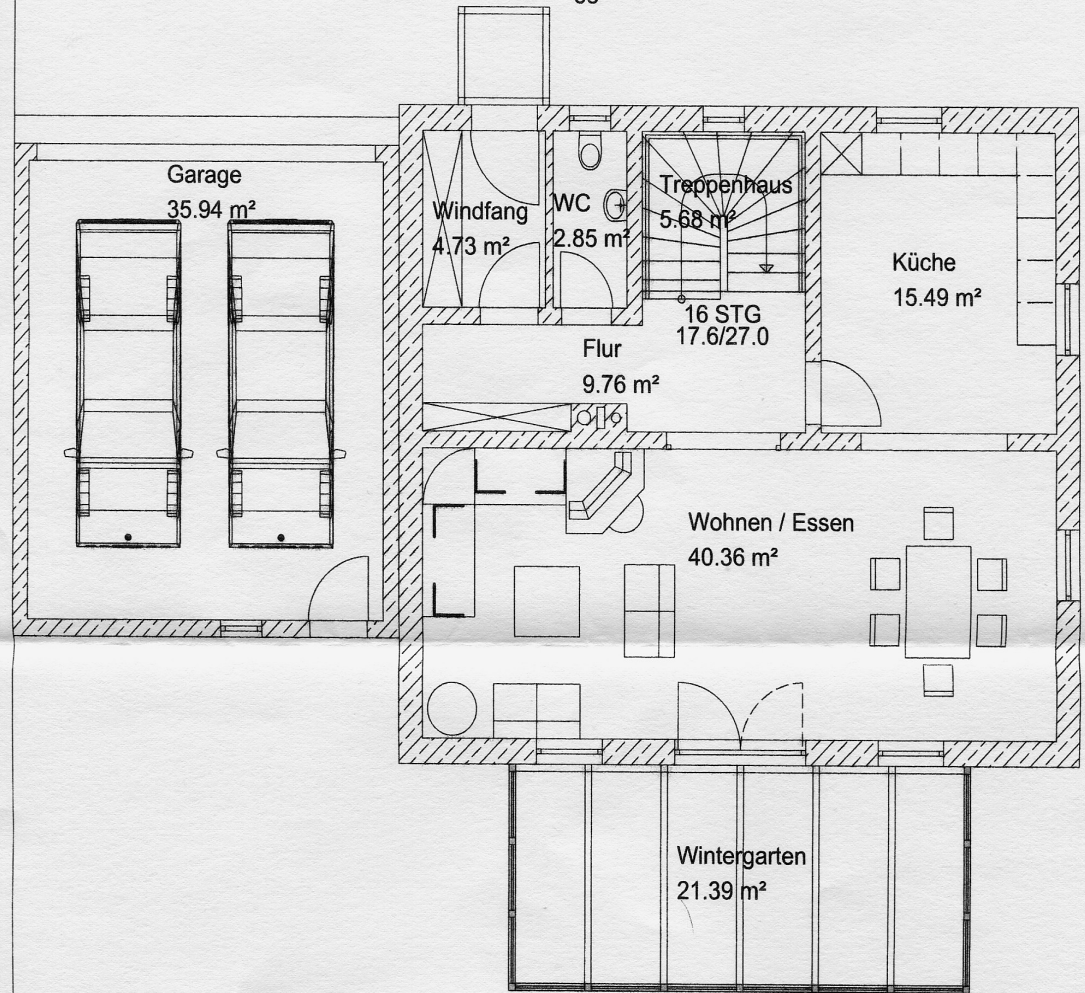 Garage
35.94 m²
Windfang
4.73 m²
WC
2.85 m²
Treppenhaus
5.68 m²
16 STG
17.6/27.0
Küche
15.49 m²
Flur
9.76 m²
Wohnen / Essen
40.36 m²
Wintergarten
21.39 m²